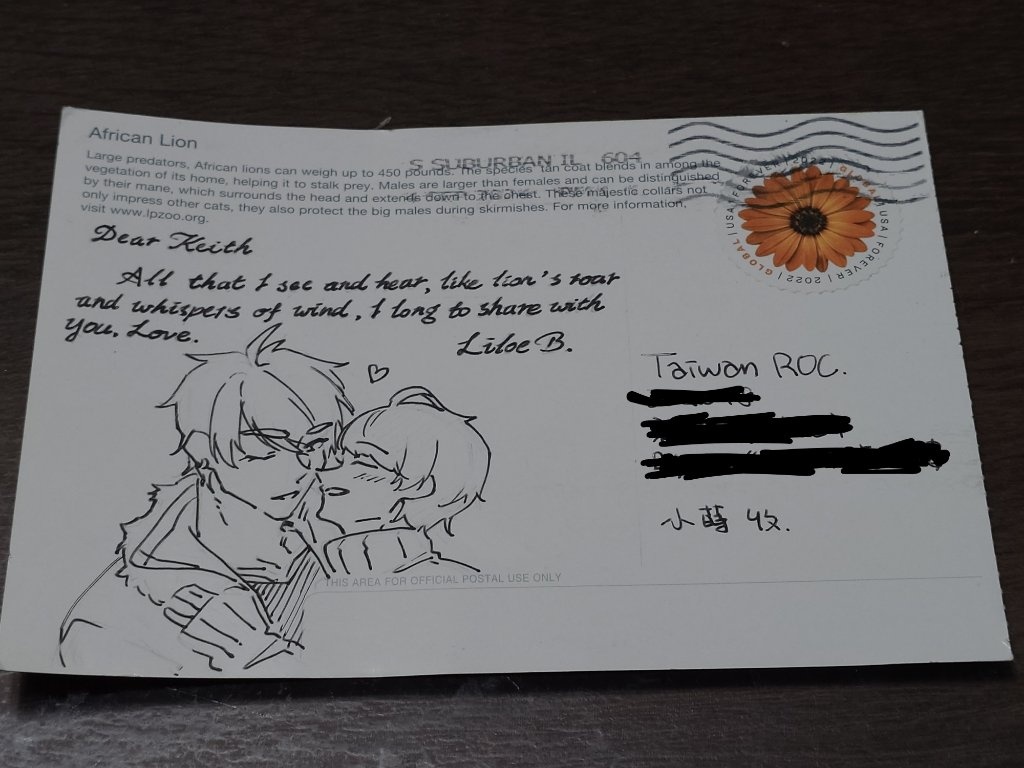 African Lion
Large predators, African lions can weigh up to 450 pounds. The species' tan coat blends in among the
vegetation of its home, helping it to stalk prey. Males are larger than females and can be distinguished
by their mane, which surrounds the head and extends down to the chest. These majestic collars not
only impress other cats, they also protect the big males during skirmishes. For more information,
visit www.lpzoo.org.
S SUBURBAN IL 604
GLOBAL | USA | FOREVER | 2022 | GLOBAL | USA | FOREVER | 2022 |
Dear Keith
All that I see and hear, like lion's roar
and whispers of wind, I long to share with
you. Love.
Liloe B.
Taiwan ROC.
小蒔 收.
THIS AREA FOR OFFICIAL POSTAL USE ONLY